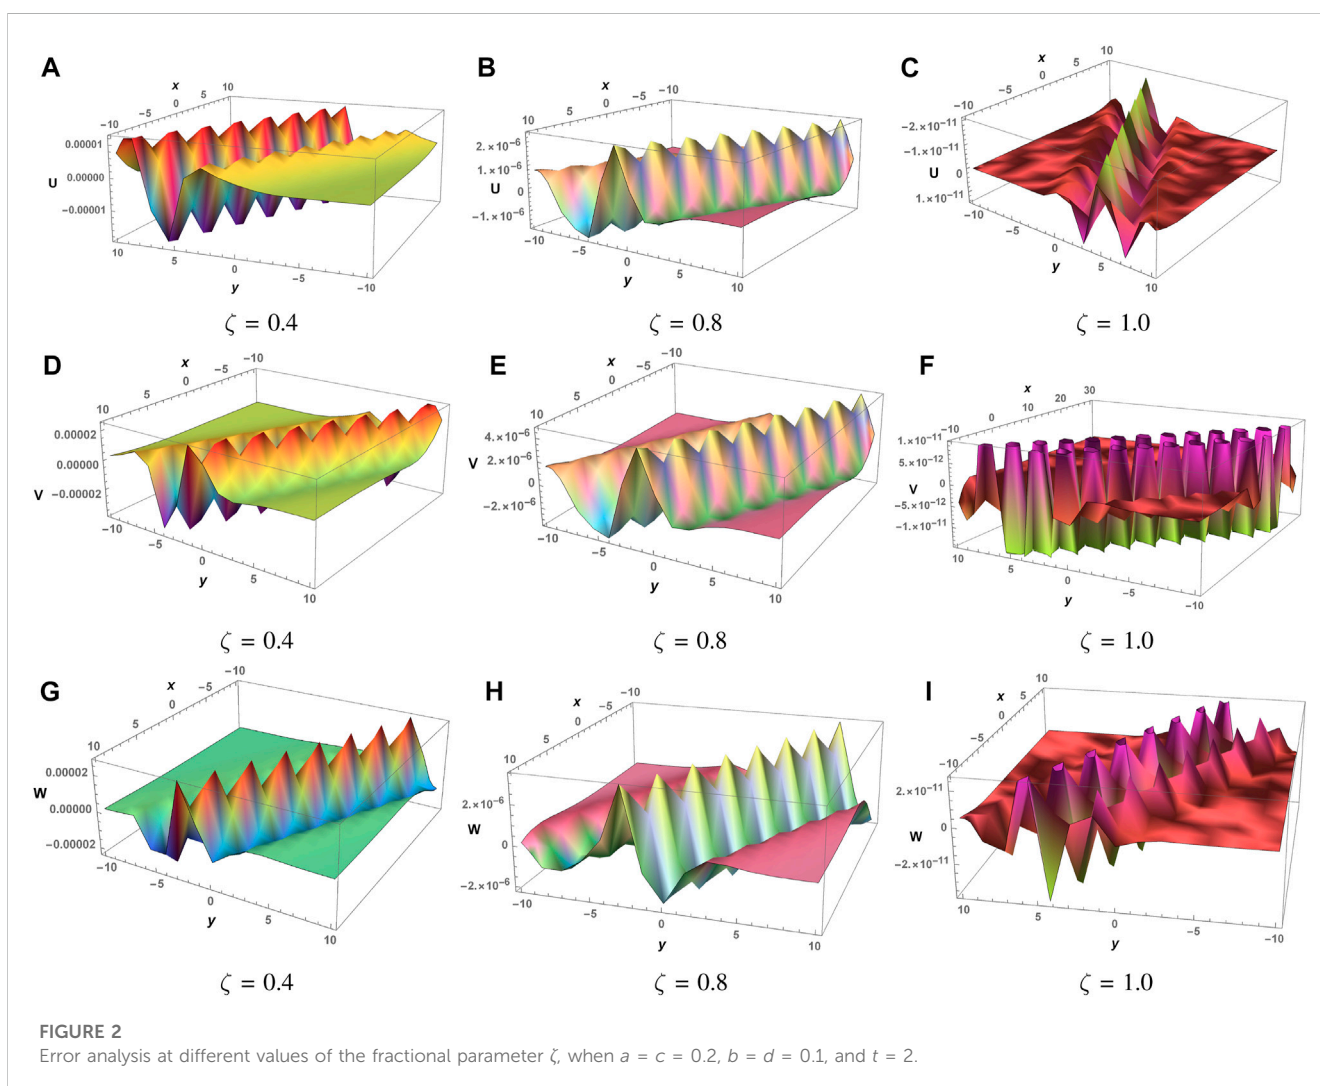 A
x
-10
-5
0
5
10
0.00001
0.00000
-0.00001
U
10
5
0
-5
-10
y
ζ = 0.4
B
x
10
5
0
-5
-10
2.×10⁻⁶
1.×10⁻⁶
0
-1.×10⁻⁶
U
-10
-5
0
5
10
y
ζ = 0.8
C
x
-10
-5
0
5
10
-2.×10⁻¹¹
-1.×10⁻¹¹
0
1.×10⁻¹¹
U
-10
-5
0
5
10
y
ζ = 1.0
D
x
10
5
0
-5
-10
0.00002
0.00000
-0.00002
V
-10
-5
0
5
10
y
ζ = 0.4
E
x
10
5
0
-5
-10
4.×10⁻⁶
2.×10⁻⁶
0
-2.×10⁻⁶
V
-10
-5
0
5
10
y
ζ = 0.8
F
x
-10
0
10
20
30
1.×10⁻¹¹
5.×10⁻¹²
0
-5.×10⁻¹²
-1.×10⁻¹¹
V
10
5
0
-5
-10
y
ζ = 1.0
G
x
10
5
0
-5
-10
0.00002
0.00000
-0.00002
W
-10
-5
0
5
10
y
ζ = 0.4
H
x
10
5
0
-5
-10
2.×10⁻⁶
0
-2.×10⁻⁶
W
-10
-5
0
5
10
y
ζ = 0.8
I
x
-10
-5
0
5
10
2.×10⁻¹¹
0
-2.×10⁻¹¹
W
10
5
0
-5
-10
y
ζ = 1.0
FIGURE 2
Error analysis at different values of the fractional parameter ζ, when a = c = 0.2, b = d = 0.1, and t = 2.